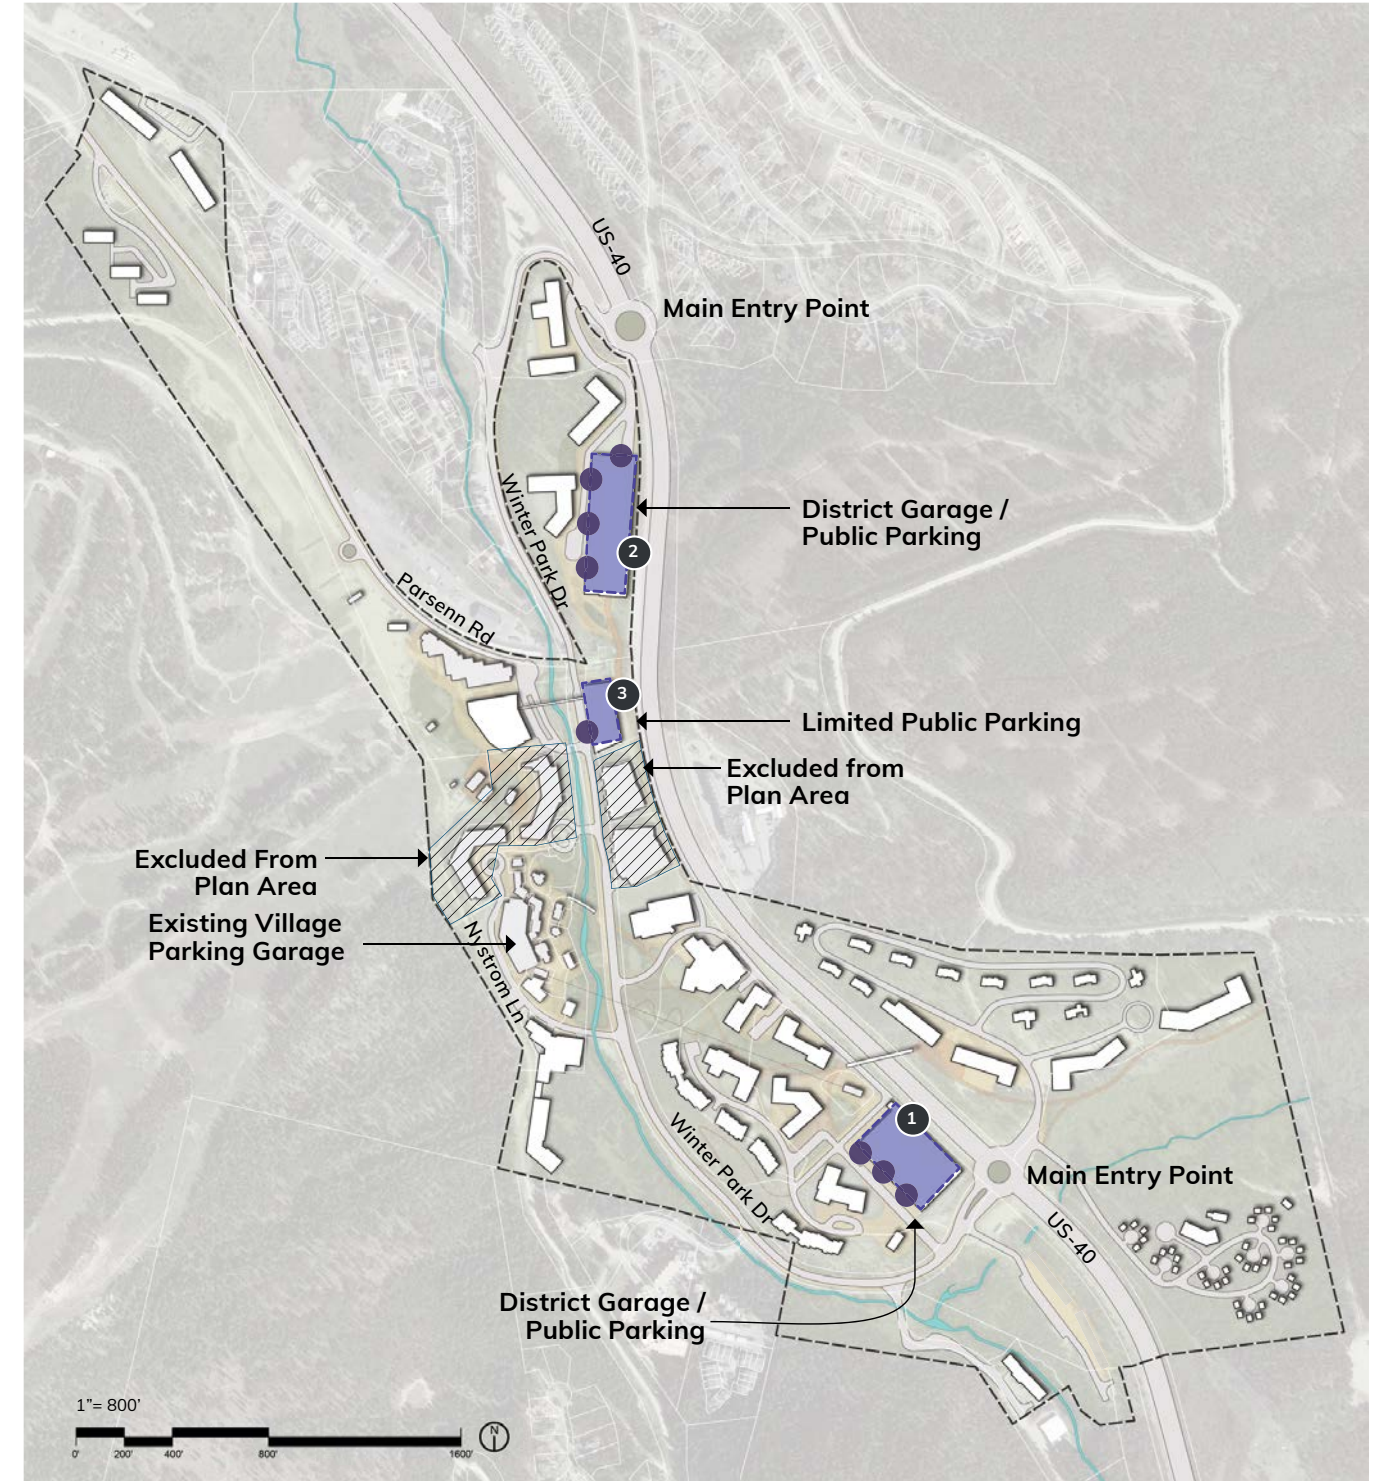 US-40
Main Entry Point
Winter Park Dr
District Garage /
Public Parking
2
Parsenn Rd
3
Limited Public Parking
Excluded from
Plan Area
Excluded From
Plan Area
Existing Village
Parking Garage
Nystrom Ln
1
Winter Park Dr
Main Entry Point
US-40
District Garage /
Public Parking
1”= 800’
N
0' 200' 400' 800' 1600'